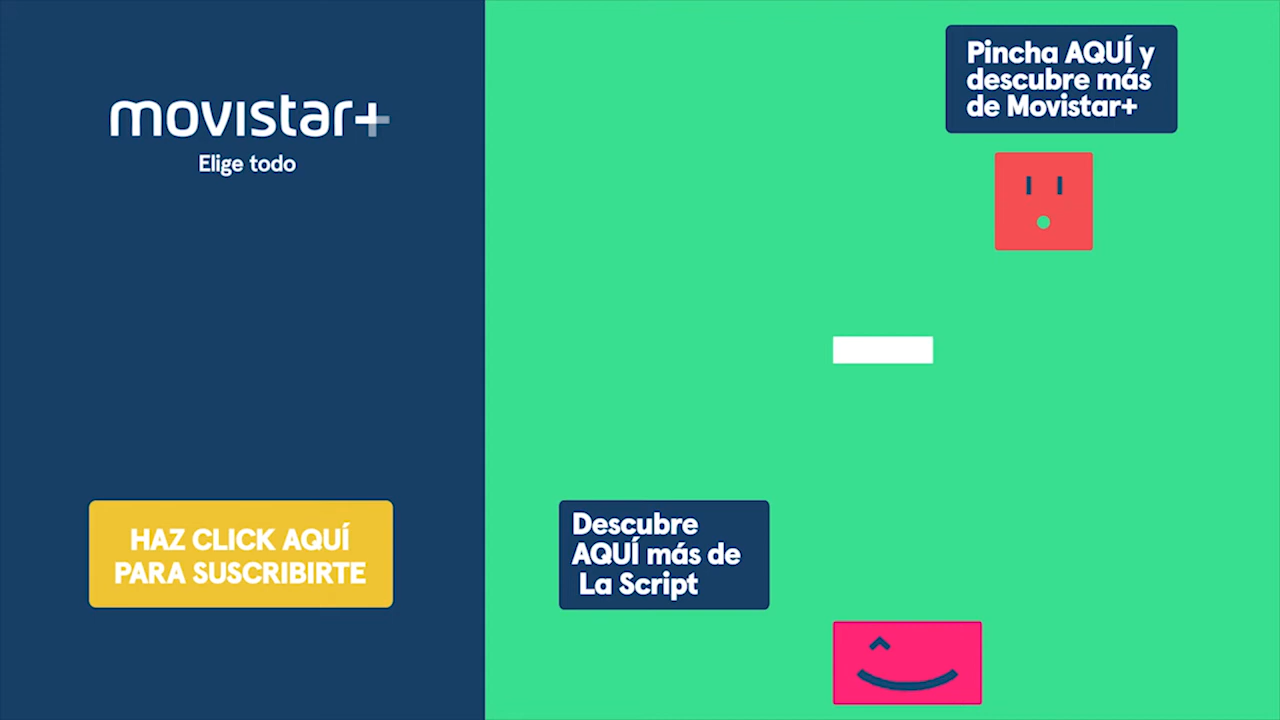 movistar+
Elige todo
HAZ CLICK AQUÍ
PARA SUSCRIBIRTE
Pincha AQUÍ y
descubre más
de Movistar+
Descubre
AQUÍ más de
La Script